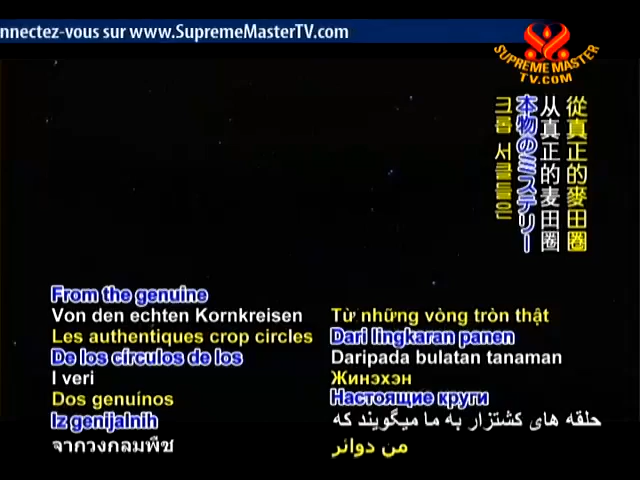 nnectez-vous sur www.SupremeMasterTV.com
SUPREME MASTER
TV.COM
從真正的麥田圈
从真正的麦田圈
本物のミステリー
크롭 서클들은
From the genuine
Von den echten Kornkreisen
Les authentiques crop circles
De los círculos de los
I veri
Dos genuínos
Iz genijalnih
จากวงกลมพืช
Từ những vòng tròn thật
Dari lingkaran panen
Daripada bulatan tanaman
Жинэхэн
Настоящие круги
حلقه های کشتزار به ما میگویند که
من دوائر